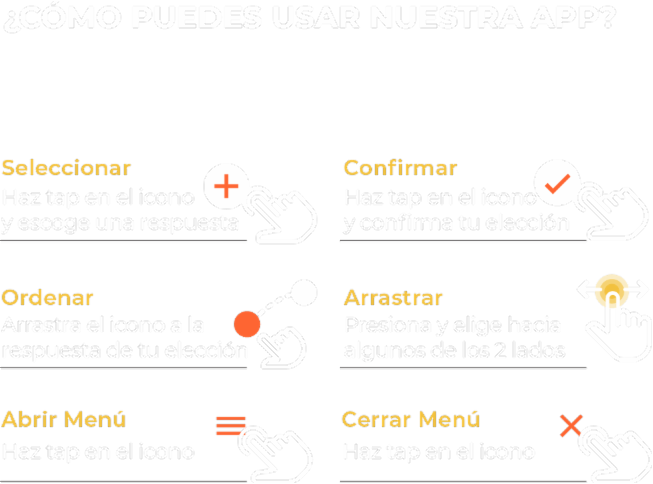 ¿CÓMO PUEDES USAR NUESTRA APP?
Seleccionar
Haz tap en el icono
y escoge una respuesta
Confirmar
Haz tap en el icono
y confirma tu elección
Ordenar
Arrastra el icono a la
respuesta de tu elección
Arrastrar
Presiona y elige hacia
algunos de los 2 lados
Abrir Menú
Haz tap en el icono
Cerrar Menú
Haz tap en el icono